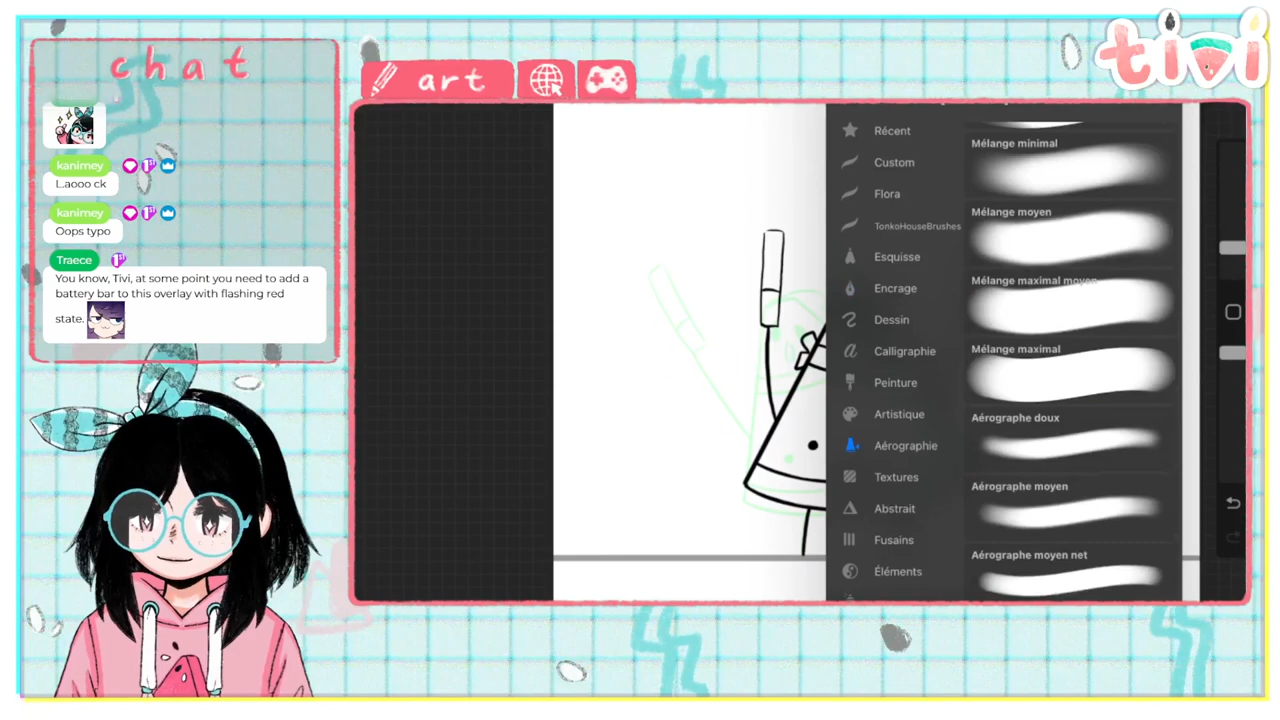 chat
tivi
art
kanimey
Laooo ck
kanimey
Oops typo
Traece
You know, Tivi, at some point you need to add a
battery bar to this overlay with flashing red
state.
Récent
Custom
Flora
TonkoHouseBrushes
Esquisse
Encrage
Dessin
Calligraphie
Peinture
Artistique
Aérographie
Textures
Abstrait
Fusains
Éléments
Mélange minimal
Mélange moyen
Mélange maximal moyen
Mélange maximal
Aérographe doux
Aérographe moyen
Aérographe moyen net